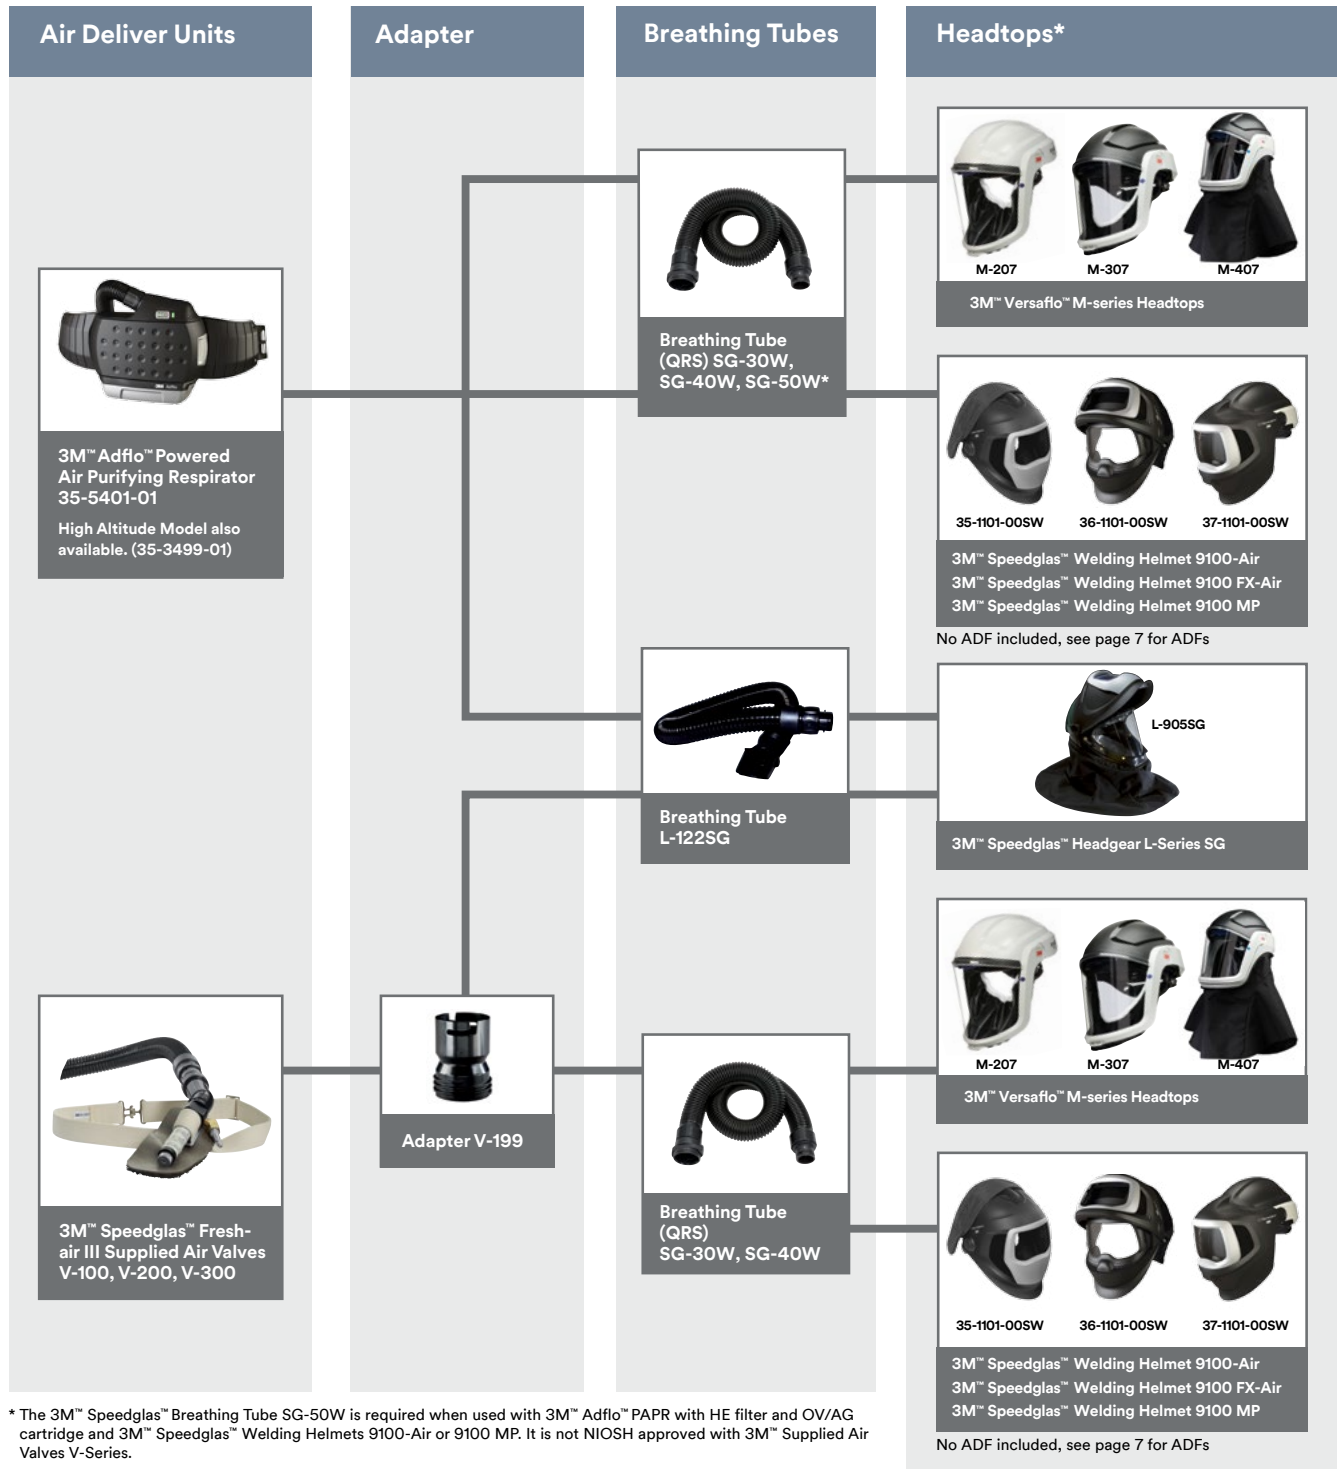 Air Deliver Units
Adapter
Breathing Tubes
Headtops*
M-207
M-307
M-407
3M™ Versaflo™ M-series Headtops
Breathing Tube
(QRS) SG-30W,
SG-40W, SG-50W*
3M™ Adflo™ Powered
Air Purifying Respirator
35-5401-01
High Altitude Model also
available. (35-3499-01)
35-1101-00SW
36-1101-00SW
37-1101-00SW
3M™ Speedglas™ Welding Helmet 9100-Air
3M™ Speedglas™ Welding Helmet 9100 FX-Air
3M™ Speedglas™ Welding Helmet 9100 MP
No ADF included, see page 7 for ADFs
L-905SG
Breathing Tube
L-122SG
3M™ Speedglas™ Headgear L-Series SG
M-207
M-307
M-407
3M™ Versaflo™ M-series Headtops
Adapter V-199
3M™ Speedglas™ Fresh-
air III Supplied Air Valves
V-100, V-200, V-300
Breathing Tube
(QRS)
SG-30W, SG-40W
35-1101-00SW
36-1101-00SW
37-1101-00SW
3M™ Speedglas™ Welding Helmet 9100-Air
3M™ Speedglas™ Welding Helmet 9100 FX-Air
3M™ Speedglas™ Welding Helmet 9100 MP
No ADF included, see page 7 for ADFs
* The 3M™ Speedglas™ Breathing Tube SG-50W is required when used with 3M™ Adflo™ PAPR with HE filter and OV/AG
cartridge and 3M™ Speedglas™ Welding Helmets 9100-Air or 9100 MP. It is not NIOSH approved with 3M™ Supplied Air
Valves V-Series.